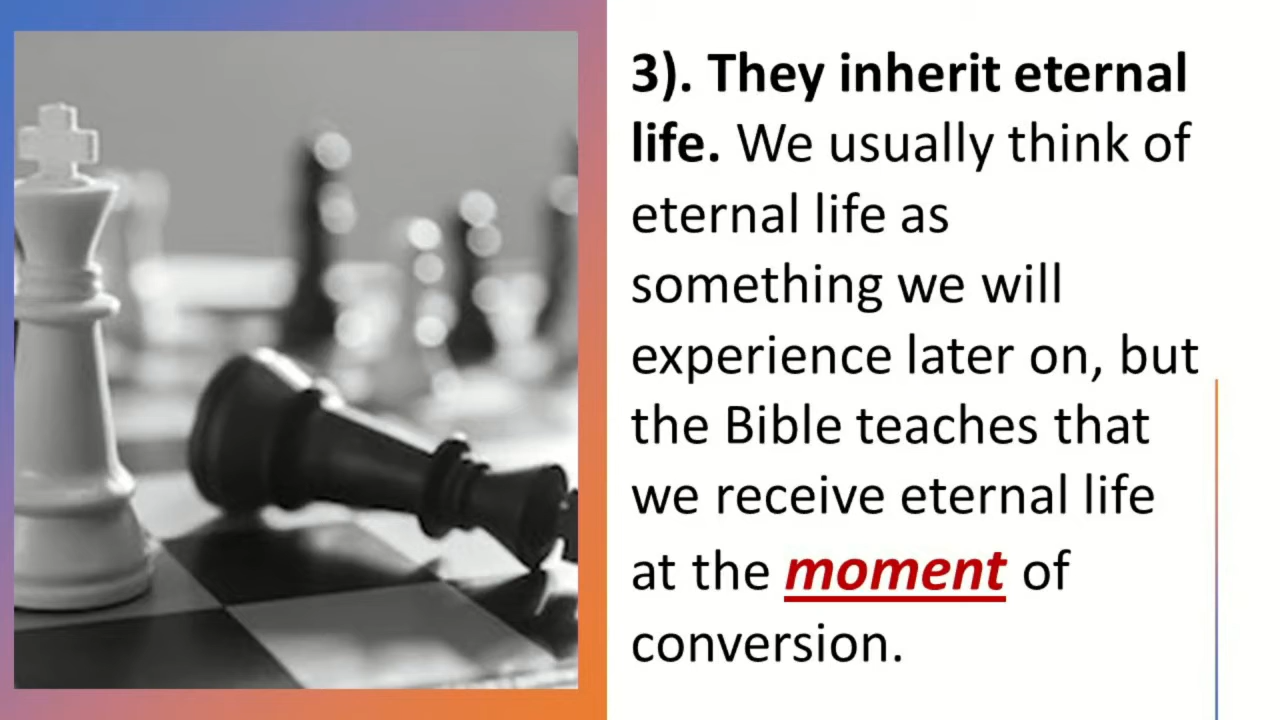 3). They inherit eternal
life. We usually think of
eternal life as
something we will
experience later on, but
the Bible teaches that
we receive eternal life
at the moment of
conversion.